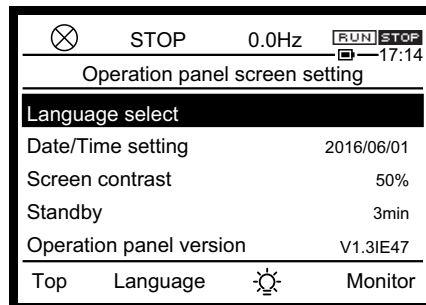 STOP 0.0Hz RUN STOP
17:14
Operation panel screen setting
Language select
Date/Time setting 2016/06/01
Screen contrast 50%
Standby 3min
Operation panel version V1.3IE47
Top Language Monitor